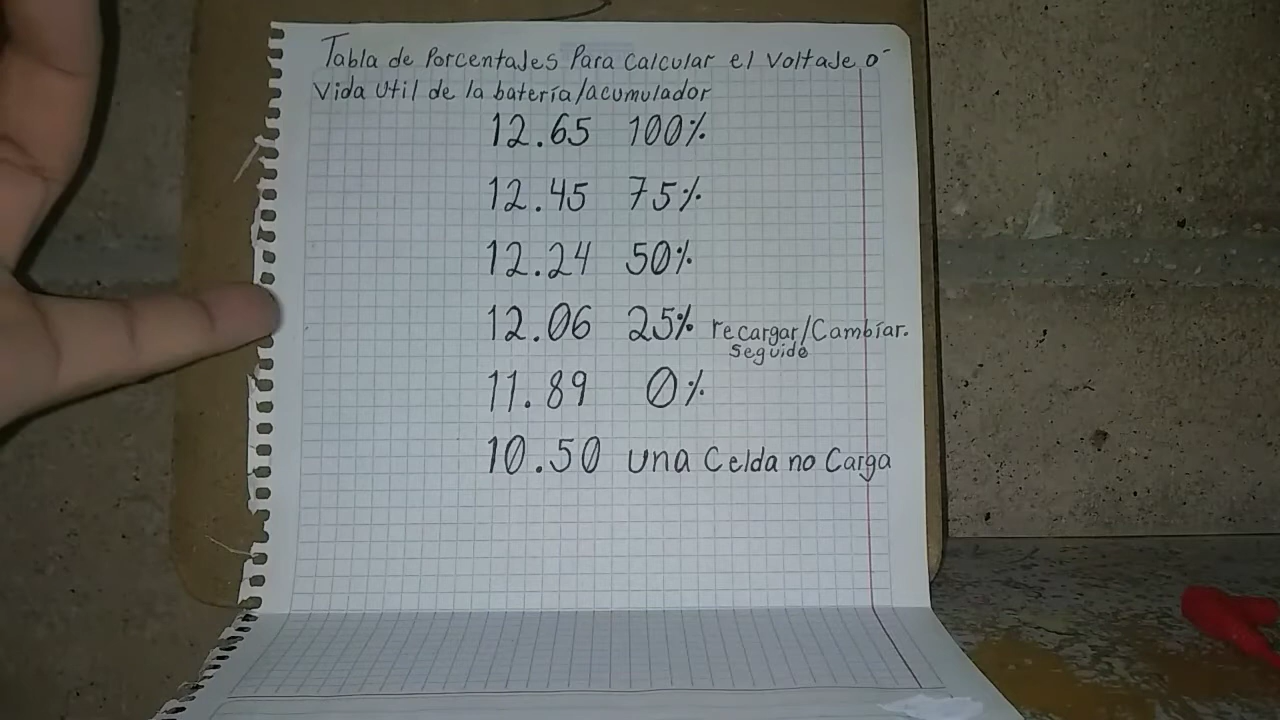 Tabla de Porcentajes Para calcular el Voltaje ó
Vida Util de la batería/acumulador
12.65 100%
12.45 75%
12.24 50%
12.06 25% recargar/Cambiar.
seguido
11.89 0%
10.50 una Celda no Carga